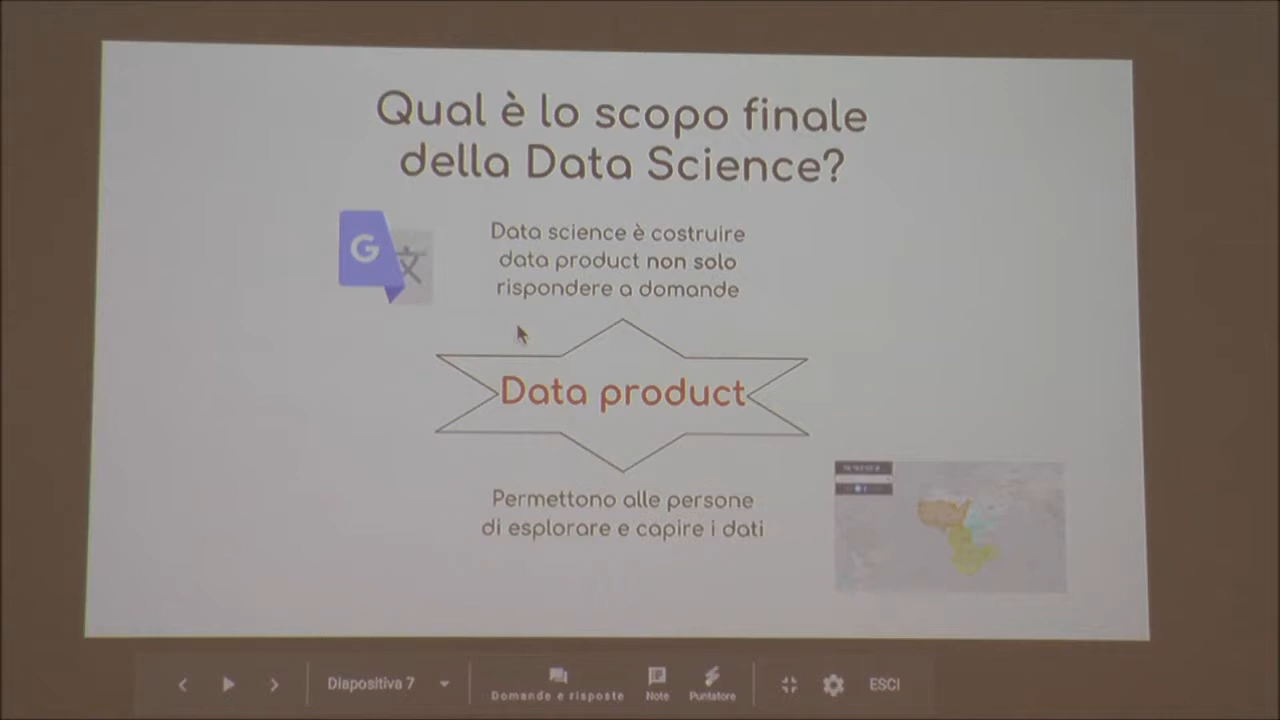 Qual è lo scopo finale
della Data Science?
G 文
Data science è costruire
data product non solo
rispondere a domande
Data product
Permettono alle persone
di esplorare e capire i dati
Diapositiva 7
Domande e risposte
Note
Puntatore
ESCI